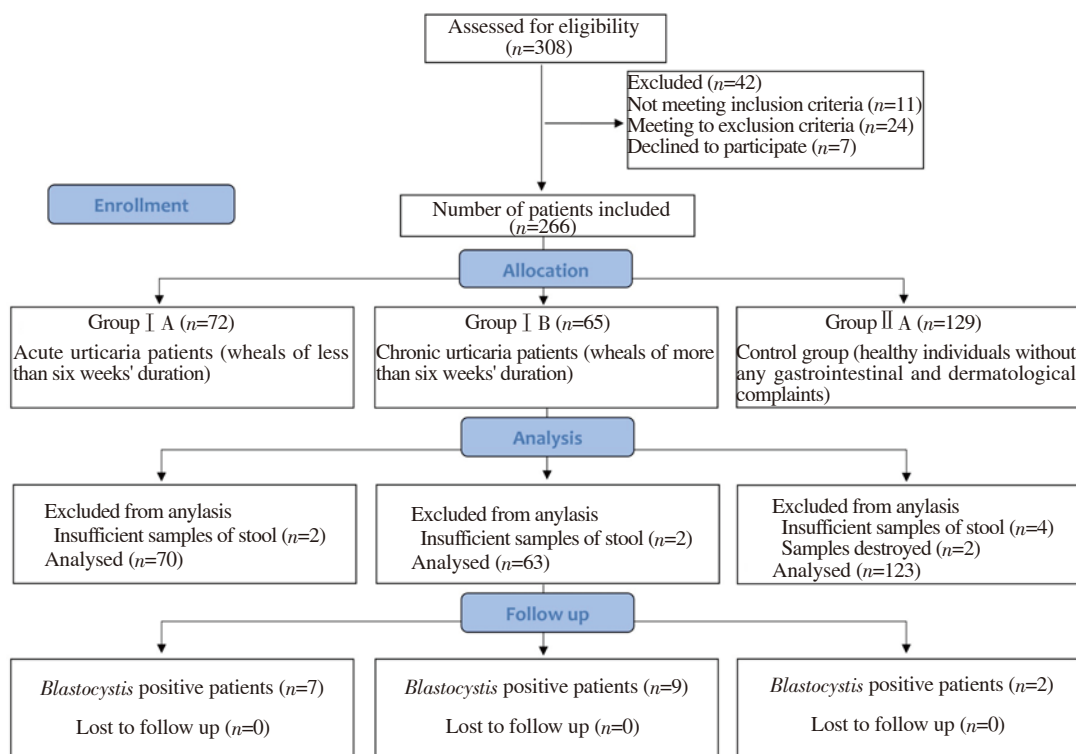 Assessed for eligibility
(n=308)
Excluded (n=42)
Not meeting inclusion criteria (n=11)
Meeting to exclusion criteria (n=24)
Declined to participate (n=7)
Enrollment
Number of patients included
(n=266)
Allocation
Group Ⅰ A (n=72)
Acute urticaria patients (wheals of less
than six weeks' duration)
Group Ⅰ B (n=65)
Chronic urticaria patients (wheals of more
than six weeks' duration)
Group Ⅱ A (n=129)
Control group (healthy individuals without
any gastrointestinal and dermatological
complaints)
Analysis
Excluded from anylasis
Insufficient samples of stool (n=2)
Analysed (n=70)
Excluded from anylasis
Insufficient samples of stool (n=2)
Analysed (n=63)
Excluded from anylasis
Insufficient samples of stool (n=4)
Samples destroyed (n=2)
Analysed (n=123)
Follow up
Blastocystis positive patients (n=7)
Lost to follow up (n=0)
Blastocystis positive patients (n=9)
Lost to follow up (n=0)
Blastocystis positive patients (n=2)
Lost to follow up (n=0)